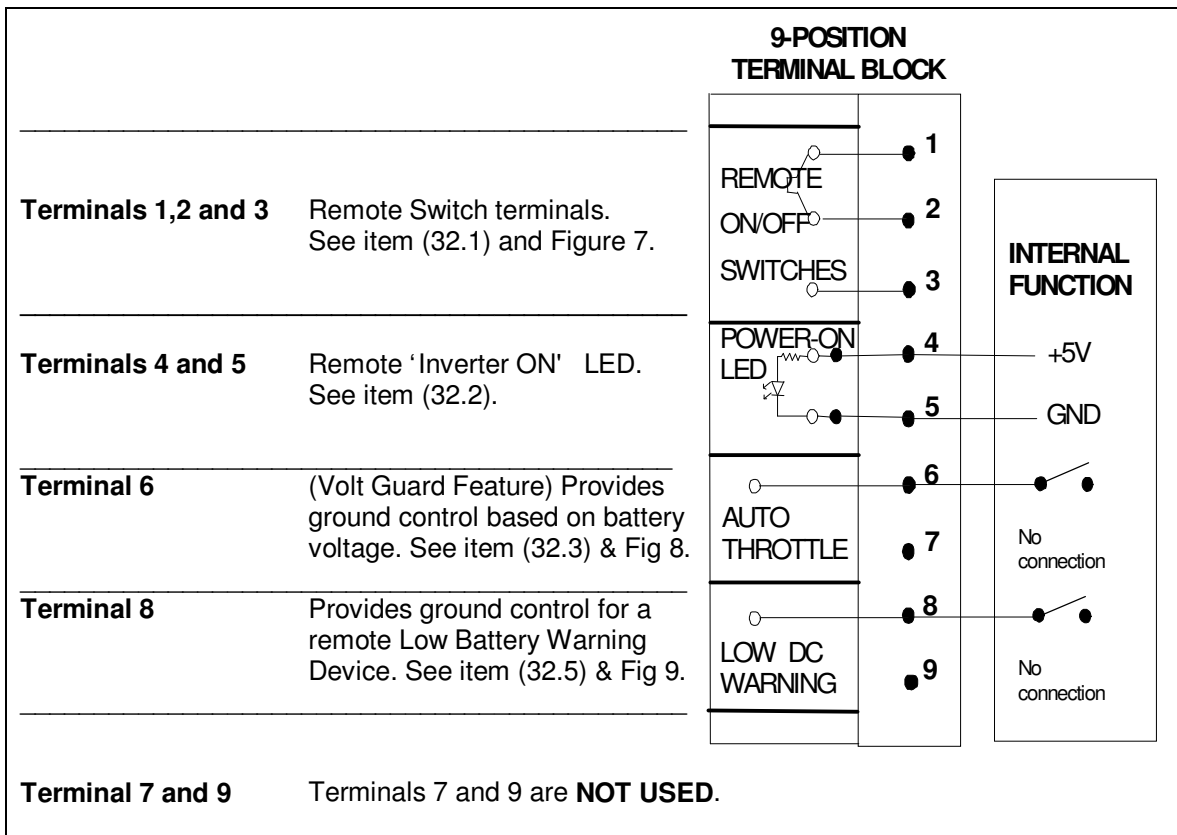 9-POSITION
TERMINAL BLOCK
Terminals 1,2 and 3 Remote Switch terminals.
See item (32.1) and Figure 7.
Terminals 4 and 5 Remote ‘Inverter ON' LED.
See item (32.2).
Terminal 6 (Volt Guard Feature) Provides
ground control based on battery
voltage. See item (32.3) & Fig 8.
Terminal 8 Provides ground control for a
remote Low Battery Warning
Device. See item (32.5) & Fig 9.
Terminal 7 and 9 Terminals 7 and 9 are NOT USED.
REMOTE
ON/OFF
SWITCHES
POWER-ON
LED
AUTO
THROTTLE
LOW DC
WARNING
1
2
3
4
5
6
7
8
9
INTERNAL
FUNCTION
+5V
GND
No
connection
No
connection